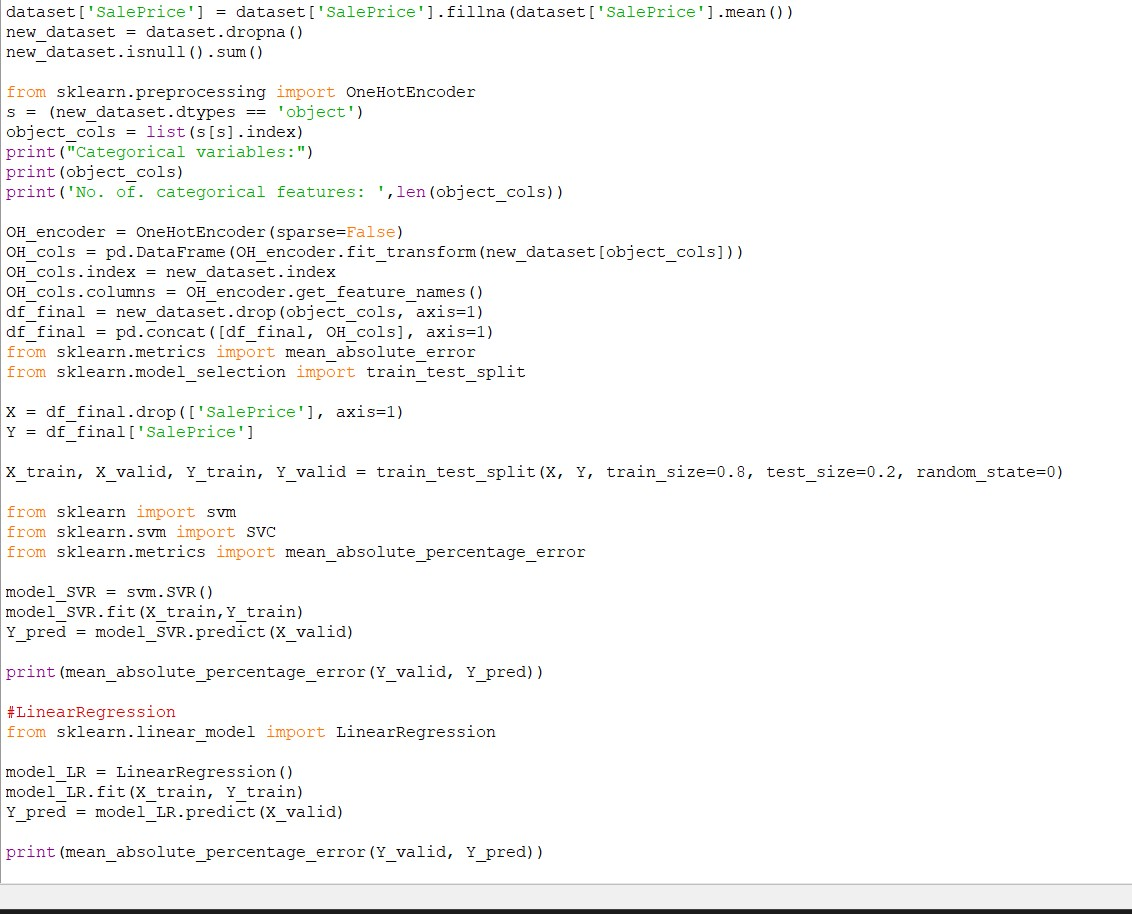 dataset['SalePrice'] = dataset['SalePrice'].fillna(dataset['SalePrice'].mean())
new_dataset = dataset.dropna()
new_dataset.isnull().sum()
from sklearn.preprocessing import OneHotEncoder
s = (new_dataset.dtypes == 'object')
object_cols = list(s[s].index)
print("Categorical variables:")
print(object_cols)
print('No. of. categorical features: ',len(object_cols))
OH_encoder = OneHotEncoder(sparse=False)
OH_cols = pd.DataFrame(OH_encoder.fit_transform(new_dataset[object_cols]))
OH_cols.index = new_dataset.index
OH_cols.columns = OH_encoder.get_feature_names()
df_final = new_dataset.drop(object_cols, axis=1)
df_final = pd.concat([df_final, OH_cols], axis=1)
from sklearn.metrics import mean_absolute_error
from sklearn.model_selection import train_test_split
X = df_final.drop(['SalePrice'], axis=1)
Y = df_final['SalePrice']
X_train, X_valid, Y_train, Y_valid = train_test_split(X, Y, train_size=0.8, test_size=0.2, random_state=0)
from sklearn import svm
from sklearn.svm import SVC
from sklearn.metrics import mean_absolute_percentage_error
model_SVR = svm.SVR()
model_SVR.fit(X_train,Y_train)
Y_pred = model_SVR.predict(X_valid)
print(mean_absolute_percentage_error(Y_valid, Y_pred))
#LinearRegression
from sklearn.linear_model import LinearRegression
model_LR = LinearRegression()
model_LR.fit(X_train, Y_train)
Y_pred = model_LR.predict(X_valid)
print(mean_absolute_percentage_error(Y_valid, Y_pred))